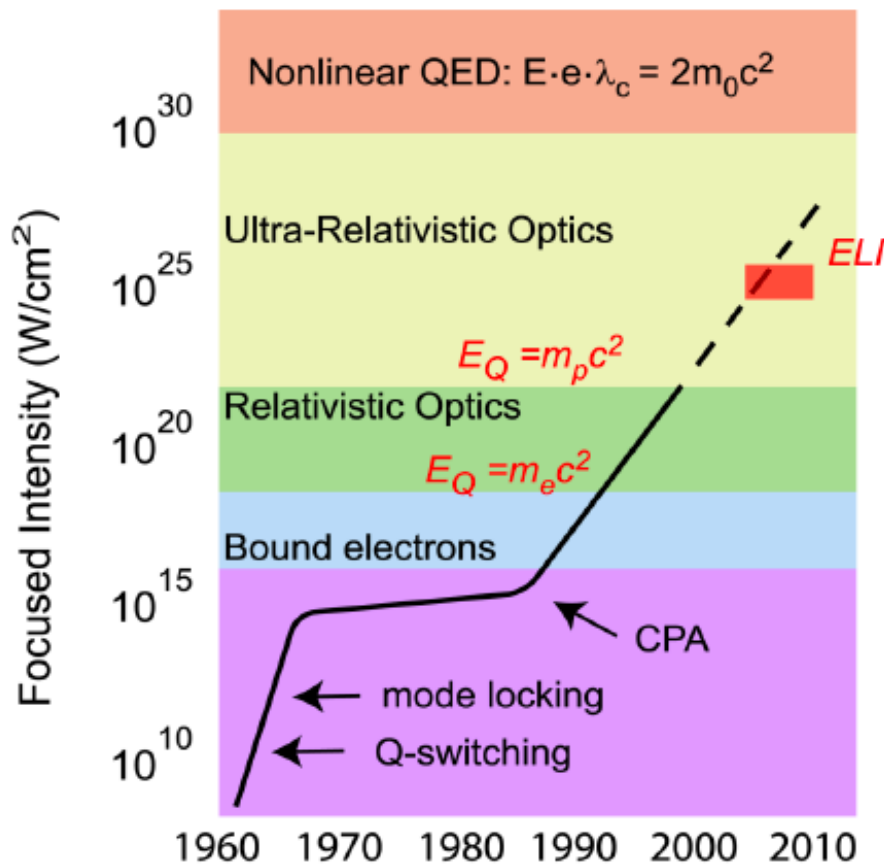 Nonlinear QED: E·e·λc = 2m0c²
10³⁰
Ultra-Relativistic Optics
ELI
10²⁵
EQ =mpc²
Relativistic Optics
10²⁰
EQ =mec²
Bound electrons
10¹⁵
CPA
mode locking
Q-switching
10¹⁰
Focused Intensity (W/cm²)
1960 1970 1980 1990 2000 2010